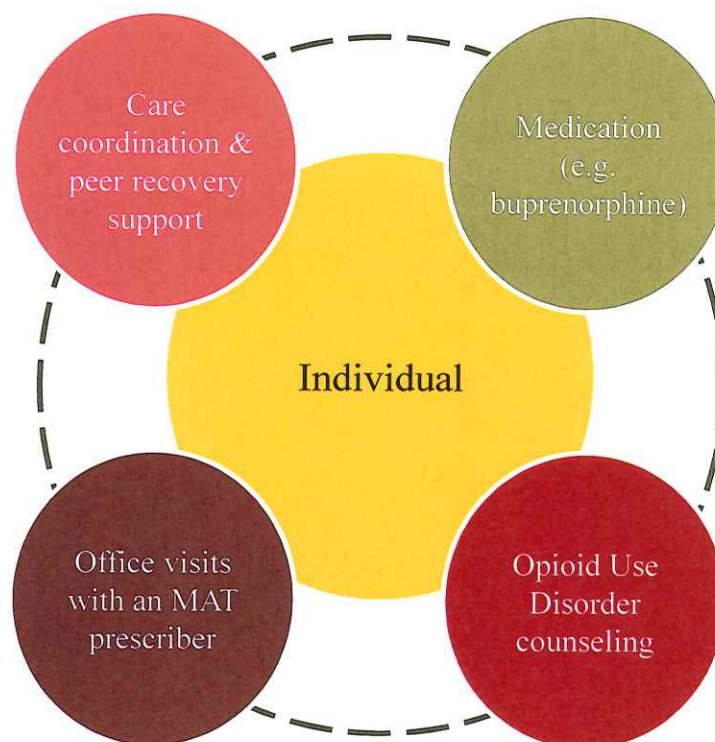 Care
coordination &
peer recovery
support
Medication
(e.g.
buprenorphine)
Individual
Office visits
with an MAT
prescriber
Opioid Use
Disorder
counseling